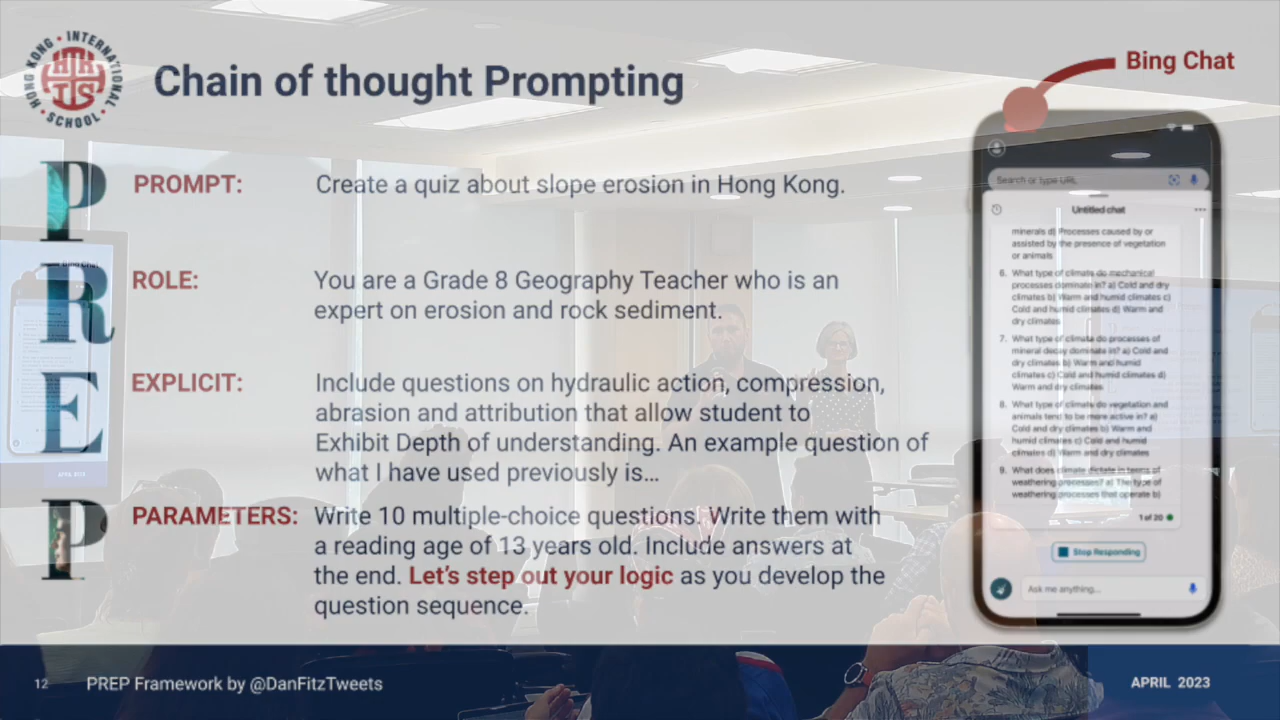 HONG KONG • INTERNATIONAL • SCHOOL
HK
IS
Chain of thought Prompting
Bing Chat
P
PROMPT:
Create a quiz about slope erosion in Hong Kong.
R
ROLE:
You are a Grade 8 Geography Teacher who is an
expert on erosion and rock sediment.
E
EXPLICIT:
Include questions on hydraulic action, compression,
abrasion and attribution that allow student to
Exhibit Depth of understanding. An example question of
what I have used previously is...
P
PARAMETERS:
Write 10 multiple-choice questions. Write them with
a reading age of 13 years old. Include answers at
the end. Let's step out your logic as you develop the
question sequence.
Search or type URL
Untitled chat
minerals d) Processes caused by or
assisted by the presence of vegetation
or animals
6. What type of climate do mechanical
processes dominate in? a) Cold and dry
climates b) Warm and humid climates c)
Cold and humid climates d) Warm and
dry climates
7. What type of climate do processes of
mineral decay dominate in? a) Cold and
dry climates b) Warm and humid
climates c) Cold and humid climates d)
Warm and dry climates
8. What type of climate do vegetation and
animals tend to be more active in? a)
Cold and dry climates b) Warm and
humid climates c) Cold and humid
climates d) Warm and dry climates
9. What does climate dictate in terms of
weathering processes? a) The type of
weathering processes that operate b)
1 of 20
Stop Responding
Ask me anything...
APRIL 2023
12
PREP Framework by @DanFitzTweets
APRIL 2023